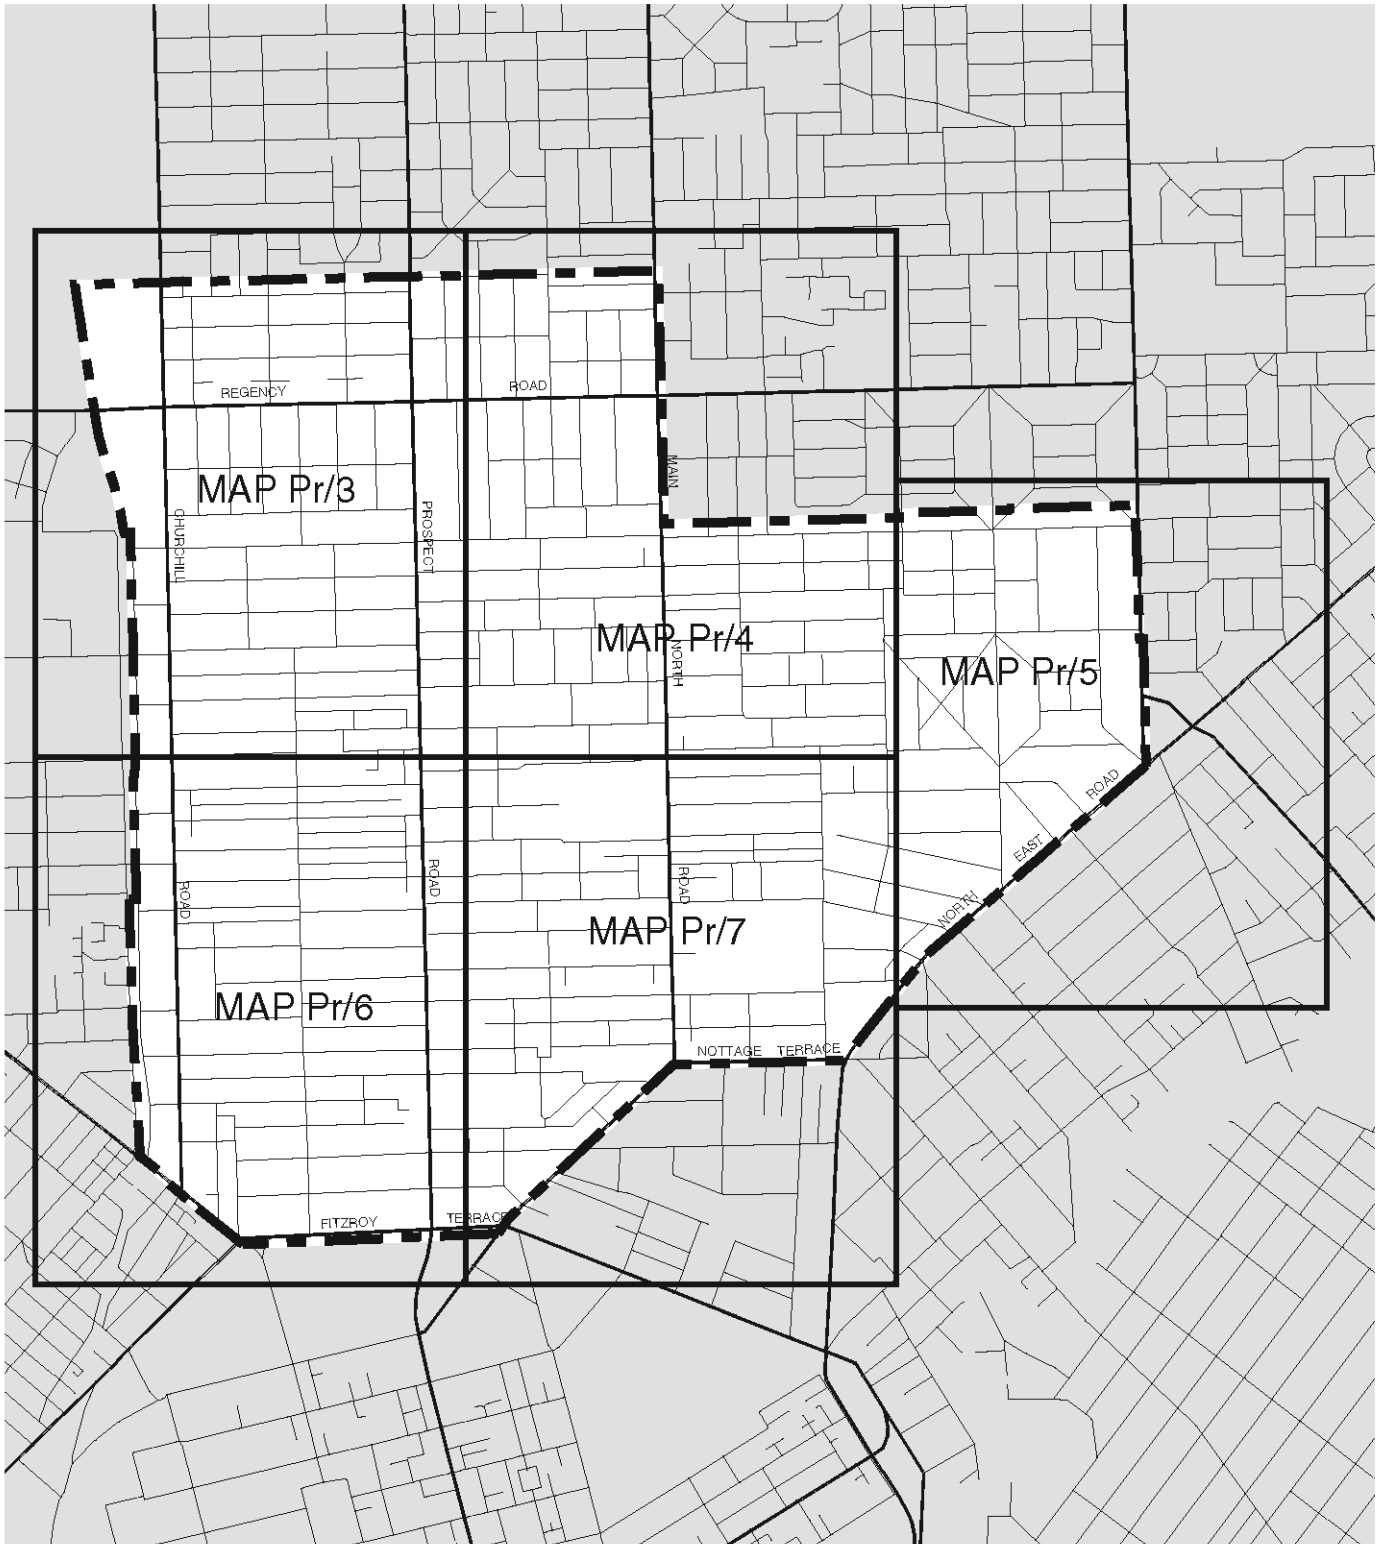 REGENCY
ROAD
MAIN
MAP Pr/3
CHURCHILL
PROSPECT
MAP Pr/4
NORTH
MAP Pr/5
ROAD
EAST
NORTH
ROAD
ROAD
ROAD
MAP Pr/7
MAP Pr/6
NOTTAGE TERRACE
FITZROY
TERRACE